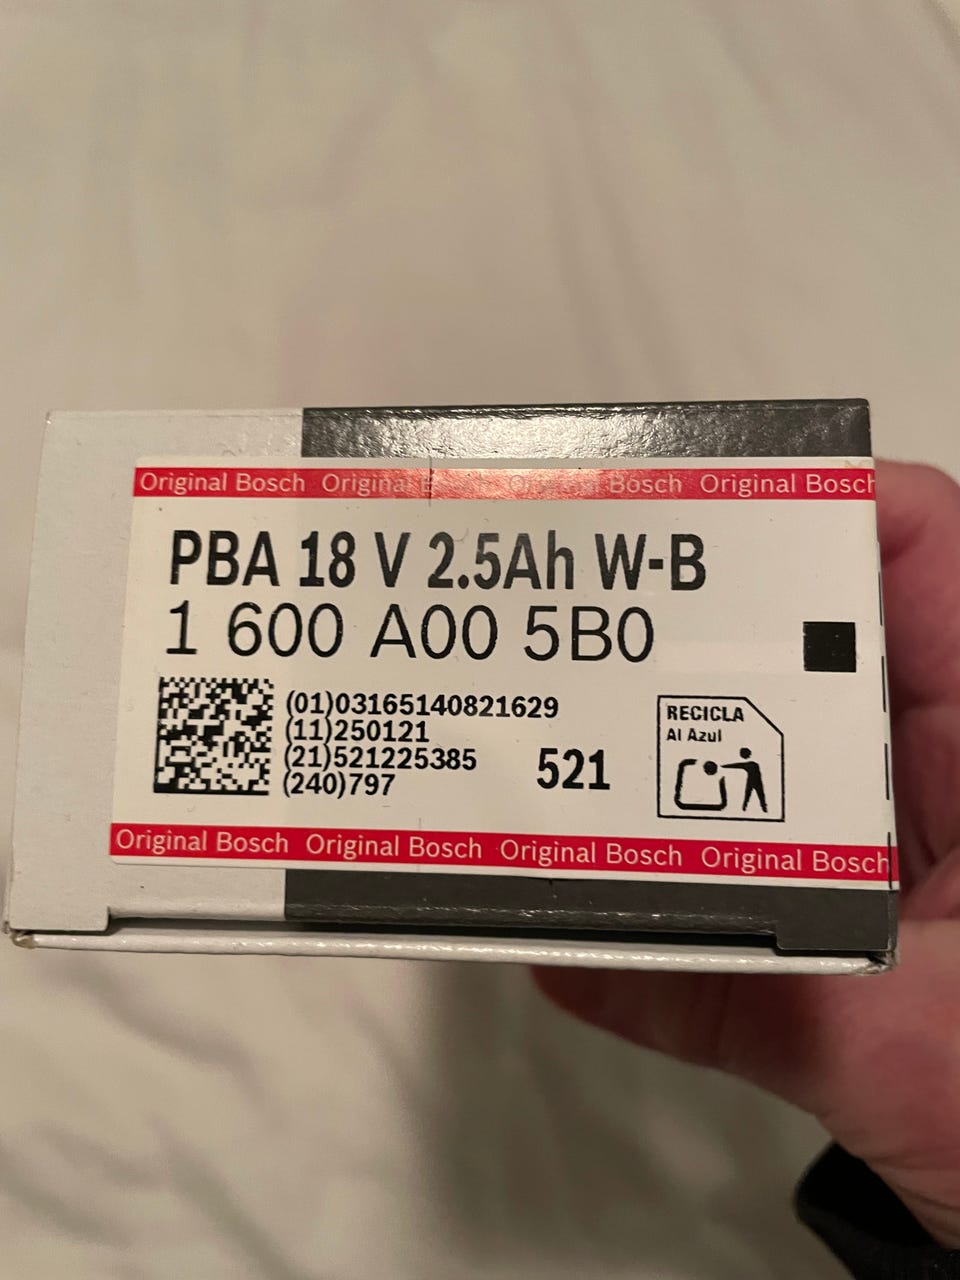 Original Bosch Original Bosch Original Bosch Original Bosch
PBA 18 V 2.5Ah W-B
1 600 A00 5B0
(01)03165140821629
(11)250121
(21)521225385
(240)797
521
RECICLA
Al Azul
Original Bosch Original Bosch Original Bosch Original Bosch